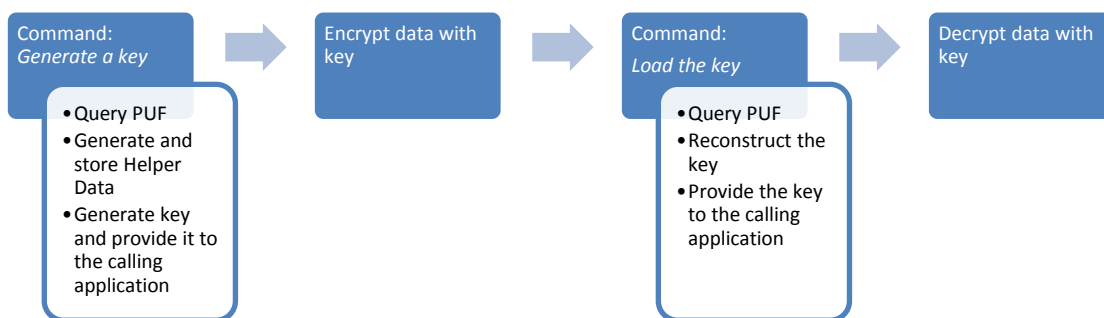 Command:
Generate a key
•Query PUF
•Generate and
store Helper
Data
•Generate key
and provide it to
the calling
application
Encrypt data with
key
Command:
Load the key
•Query PUF
•Reconstruct the
key
•Provide the key
to the calling
application
Decrypt data with
key